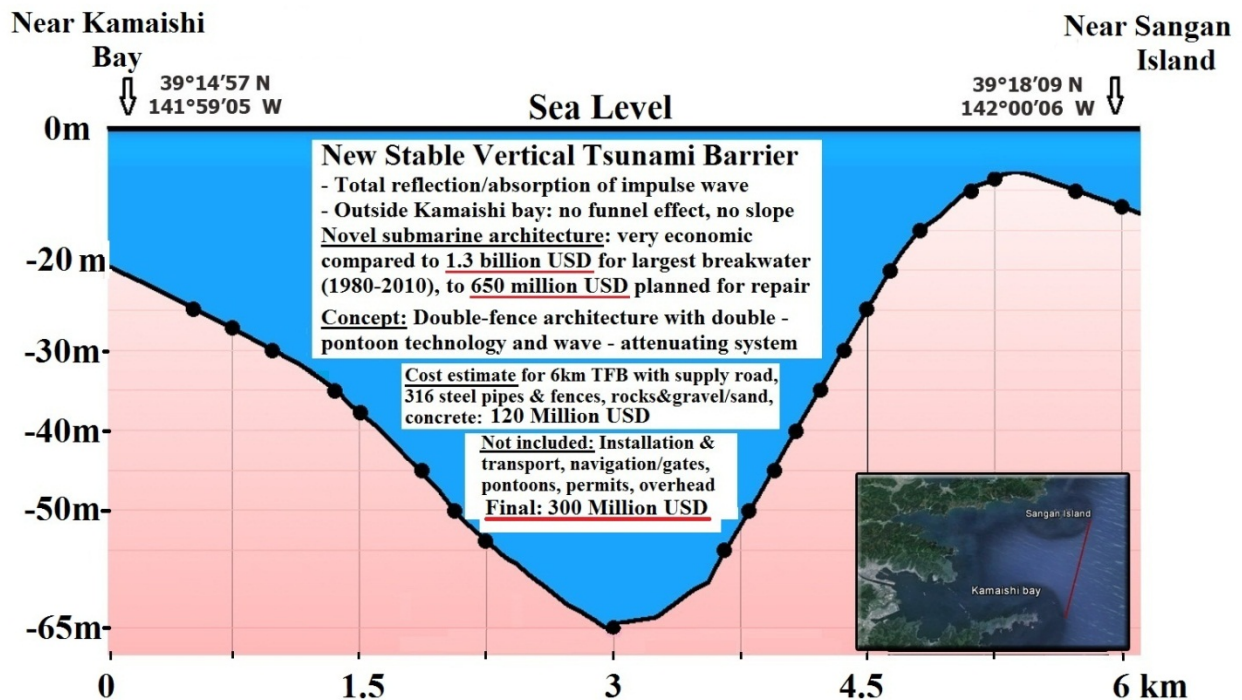 Near Kamaishi
Bay
Near Sangan
Island
39°14′57 N
141°59′05 W
39°18′09 N
142°00′06 W
Sea Level
0m
New Stable Vertical Tsunami Barrier
- Total reflection/absorption of impulse wave
- Outside Kamaishi bay: no funnel effect, no slope
Novel submarine architecture: very economic
compared to 1.3 billion USD for largest breakwater
(1980-2010), to 650 million USD planned for repair
Concept: Double-fence architecture with double -
pontoon technology and wave - attenuating system
Cost estimate for 6km TFB with supply road,
316 steel pipes & fences, rocks&gravel/sand,
concrete: 120 Million USD
Not included: Installation &
transport, navigation/gates,
pontoons, permits, overhead
Final: 300 Million USD
-20 m
-30m
-40m
-50m
-65m
Sangan Island
Kamaishi bay
0
1.5
3
4.5
6 km